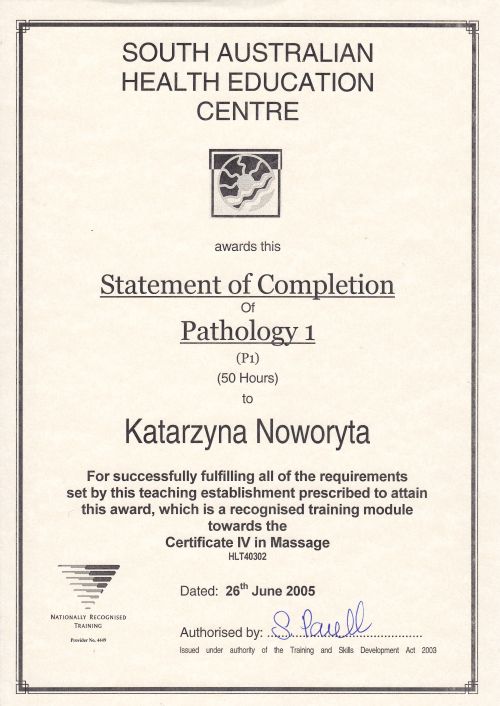 SOUTH AUSTRALIAN
HEALTH EDUCATION
CENTRE
awards this
Statement of Completion
Of
Pathology 1
(P1)
(50 Hours)
to
Katarzyna Noworyta
For successfully fulfilling all of the requirements
set by this teaching establishment prescribed to attain
this award, which is a recognised training module
towards the
Certificate IV in Massage
HLT40302
Dated: 26th June 2005
NATIONALLY RECOGNISED
TRAINING
Provider No. 4449
Authorised by:
Issued under authority of the Training and Skills Development Act 2003